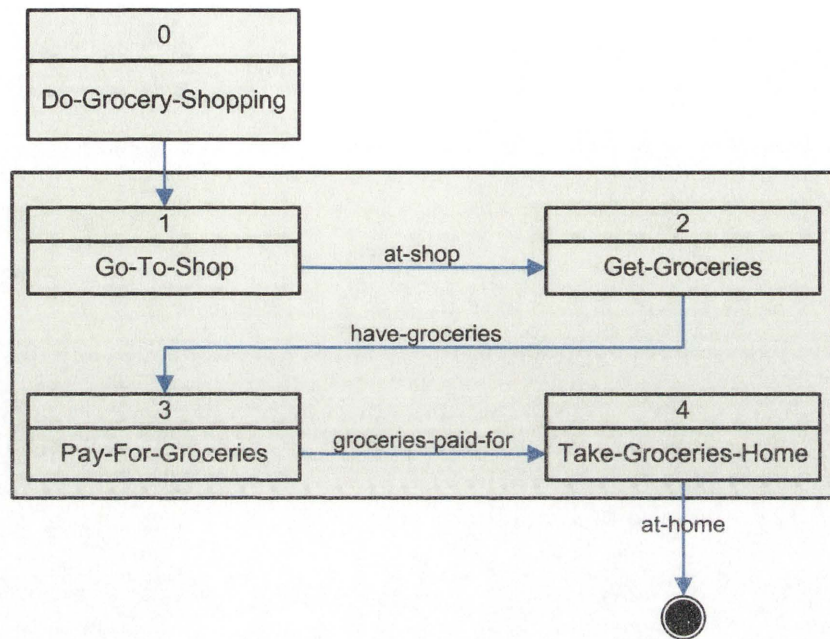 0
Do-Grocery-Shopping
1
Go-To-Shop
at-shop
2
Get-Groceries
have-groceries
3
Pay-For-Groceries
groceries-paid-for
4
Take-Groceries-Home
at-home